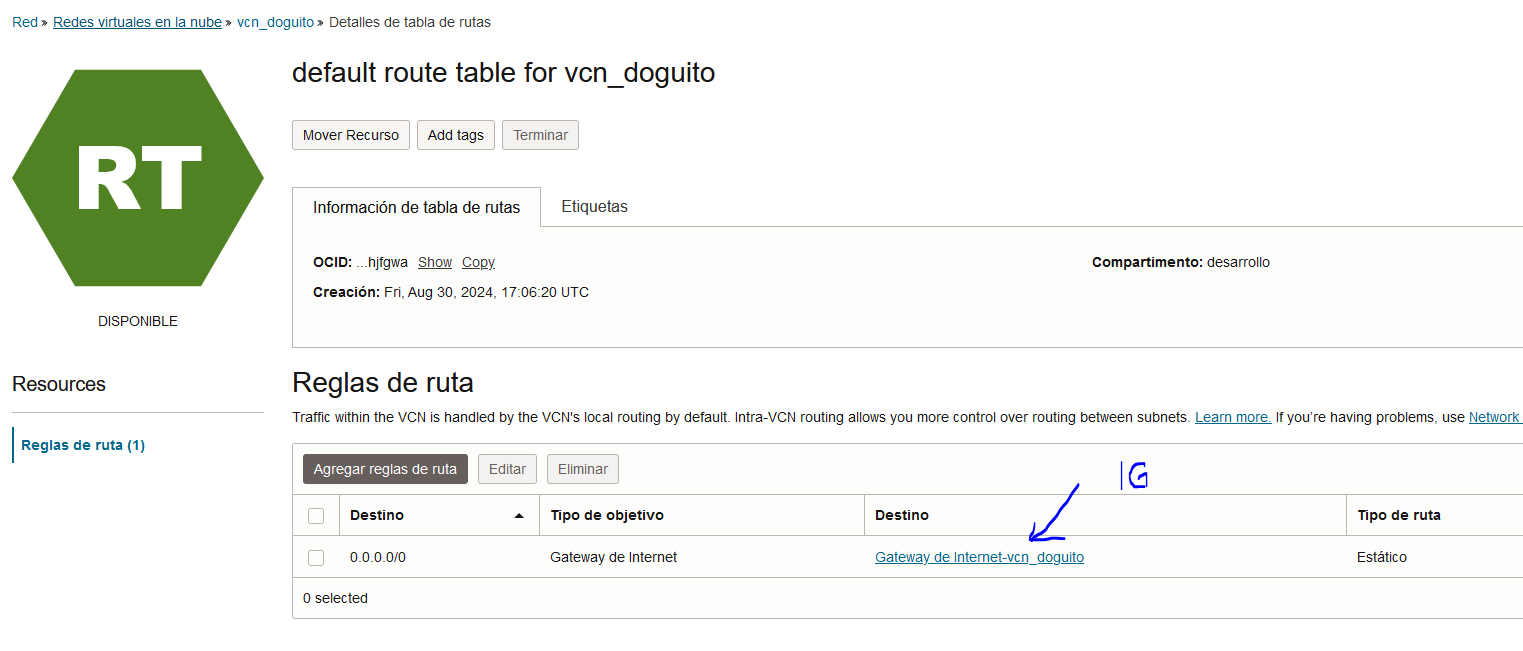 Red » Redes virtuales en la nube » vcn_doguito » Detalles de tabla de rutas
RT
DISPONIBLE
default route table for vcn_doguito
Mover Recurso Add tags Terminar
Información de tabla de rutas Etiquetas
OCID: ...hjfgwa Show Copy
Compartimento: desarrollo
Creación: Fri, Aug 30, 2024, 17:06:20 UTC
Resources
Reglas de ruta (1)
Reglas de ruta
Traffic within the VCN is handled by the VCN's local routing by default. Intra-VCN routing allows you more control over routing between subnets. Learn more. If you're having problems, use Network
Agregar reglas de ruta Editar Eliminar
IG
Destino Tipo de objetivo Destino Tipo de ruta
0.0.0.0/0 Gateway de Internet Gateway de Internet-vcn_doguito Estático
0 selected